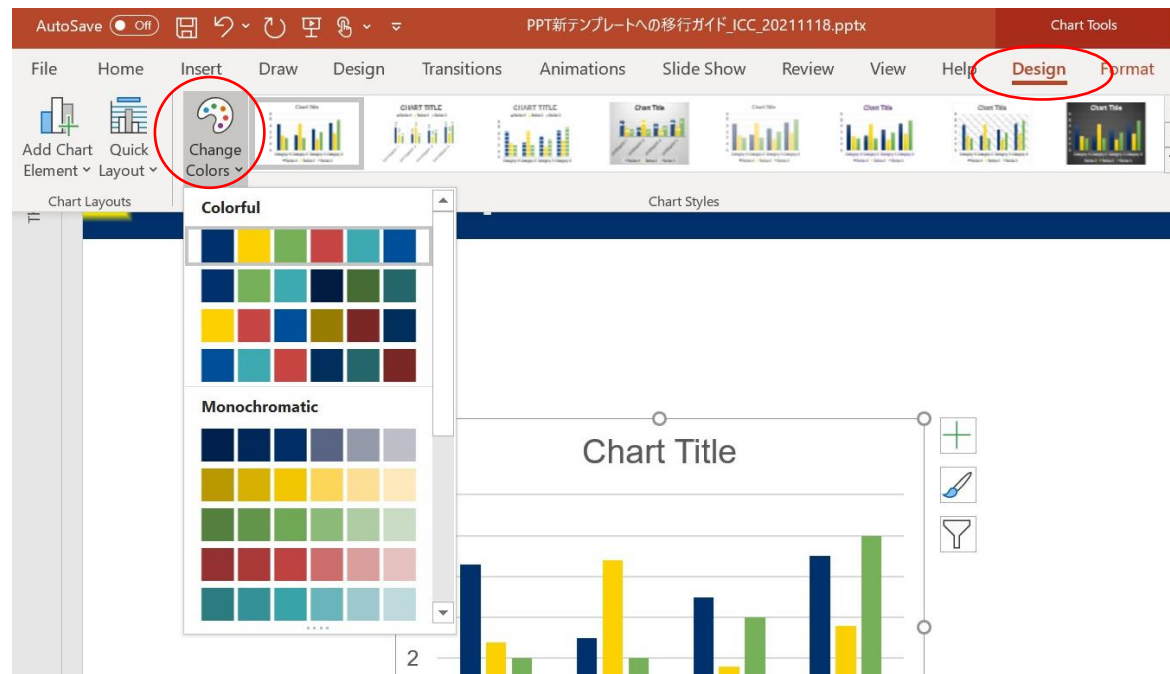 AutoSave Off PPT新テンプレートへの移行ガイド_ICC_20211118.pptx Chart Tools
File Home Insert Draw Design Transitions Animations Slide Show Review View Help Design Format
Add Chart Quick Change
Element Layout Colors
Chart Layouts Chart Styles
Chart Title
CHART TITLE
CHART TITLE
Chart Title
Chart Title
Chart Title
Chart Title
Chart Title
Colorful
Monochromatic
Chart Title
2